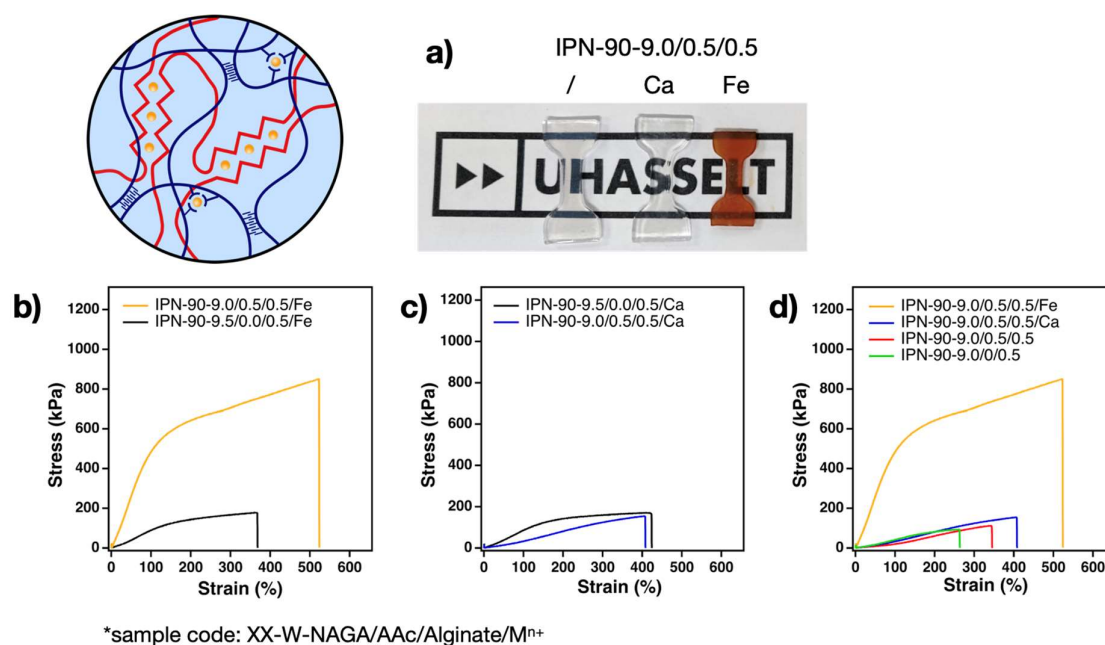 a)
IPN-90-9.0/0.5/0.5
/ Ca Fe
UHASSELT
b)
IPN-90-9.0/0.5/0.5/Fe
IPN-90-9.5/0.0/0.5/Fe
Stress (kPa)
1200
1000
800
600
400
200
0
0 100 200 300 400 500 600
Strain (%)
c)
IPN-90-9.5/0.0/0.5/Ca
IPN-90-9.0/0.5/0.5/Ca
Stress (kPa)
1200
1000
800
600
400
200
0
0 100 200 300 400 500 600
Strain (%)
d)
IPN-90-9.0/0.5/0.5/Fe
IPN-90-9.0/0.5/0.5/Ca
IPN-90-9.0/0.5/0.5
IPN-90-9.0/0/0.5
Stress (kPa)
1200
1000
800
600
400
200
0
0 100 200 300 400 500 600
Strain (%)
*sample code: XX-W-NAGA/AAc/Alginate/Mⁿ⁺